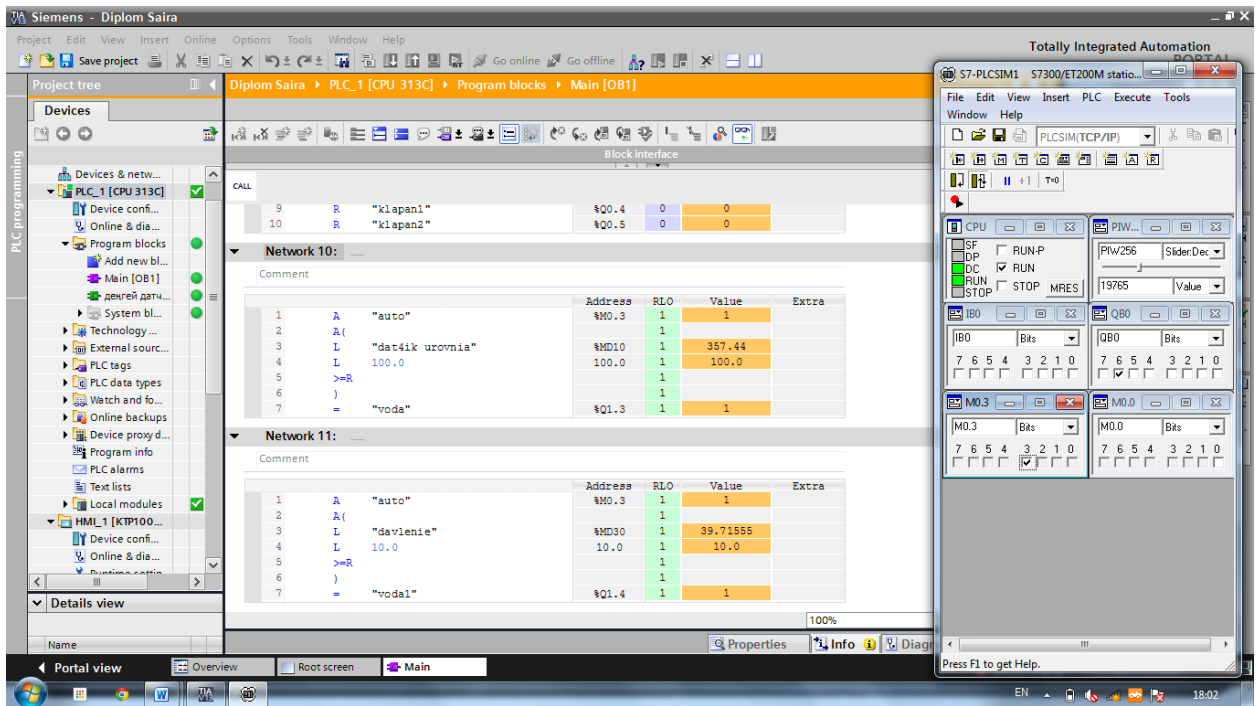 Siemens - Diplom Saira
Project Edit View Insert Online Options Tools Window Help
Totally Integrated Automation
PORTAL
Save project Go online Go offline
Project tree
Diplom Saira PLC_1 [CPU 313C] Program blocks Main [OB1]
Devices
PLC programming
Block interface
Devices & netw...
PLC_1 [CPU 313C]
Device confi...
Online & dia...
Program blocks
Add new bl...
Main [OB1]
денгей датч...
System bl...
Technology ...
External sourc...
PLC tags
PLC data types
Watch and fo...
Online backups
Device proxy d...
Program info
PLC alarms
Text lists
Local modules
HMI_1 [KTP100...
Device confi...
Online & dia...
Runtime settin...
Details view
Name
CALL
9 R "klapan1" %Q0.4 0 0
10 R "klapan2" %Q0.5 0 0
Network 10: .....
Comment
Address RLO Value Extra
1 A "auto" %M0.3 1 1
2 A( 1
3 L "dat4ik urovnia" %MD10 1 357.44
4 L 100.0 100.0 1 100.0
5 >=R 1
6 ) 1
7 = "voda" %Q1.3 1 1
Network 11: .....
Comment
Address RLO Value Extra
1 A "auto" %M0.3 1 1
2 A( 1
3 L "davlenie" %MD30 1 39.71555
4 L 10.0 10.0 1 10.0
5 >=R 1
6 ) 1
7 = "voda1" %Q1.4 1 1
100%
Properties Info Diagr
S7-PLCSIM1 S7300/ET200M statio...
File Edit View Insert PLC Execute Tools
Window Help
PLCSIM(TCP/IP)
+1 T=0
CPU
SF
DP
DC
RUN
STOP
RUN-P
RUN
STOP MRES
PIW...
PIW256 Slider:Dec
19765 Value
IB0
IB0 Bits
7 6 5 4 3 2 1 0
QB0
QB0 Bits
7 6 5 4 3 2 1 0
M0.3
M0.3 Bits
7 6 5 4 3 2 1 0
M0.0
M0.0 Bits
7 6 5 4 3 2 1 0
Press F1 to get Help.
Portal view Overview Root screen Main
EN 18:02